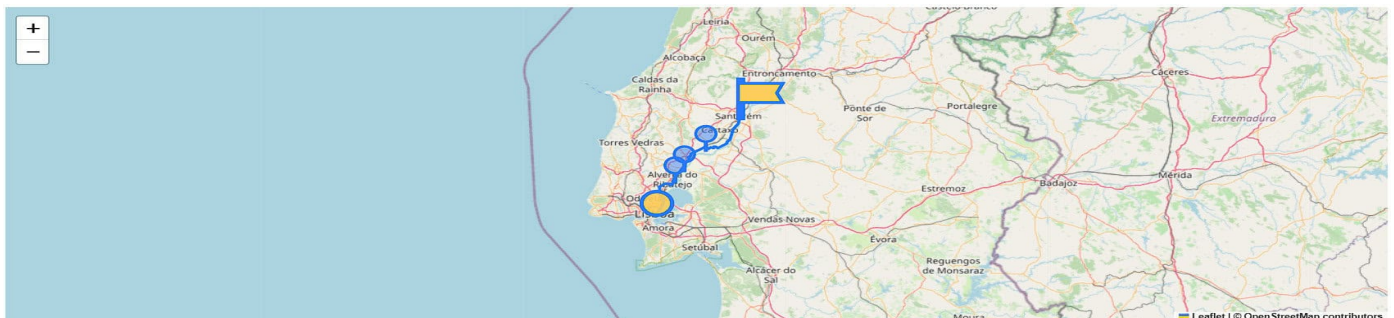 +
−
Castelo Branco
Leiria
Ourém
Alcobaça
Entroncamento
Cáceres
Caldas da
Rainha
Ponte de
Sor
Portalegre
Santarém
Extremadura
Cartaxo
Torres Vedras
Alverca do
Ribatejo
Mérida
Badajoz
Estremoz
Lisboa
Amora
Vendas Novas
Évora
Setúbal
Reguengos
de Monsaraz
Alcácer do
Sal
Moura
Leaflet | © OpenStreetMap contributors